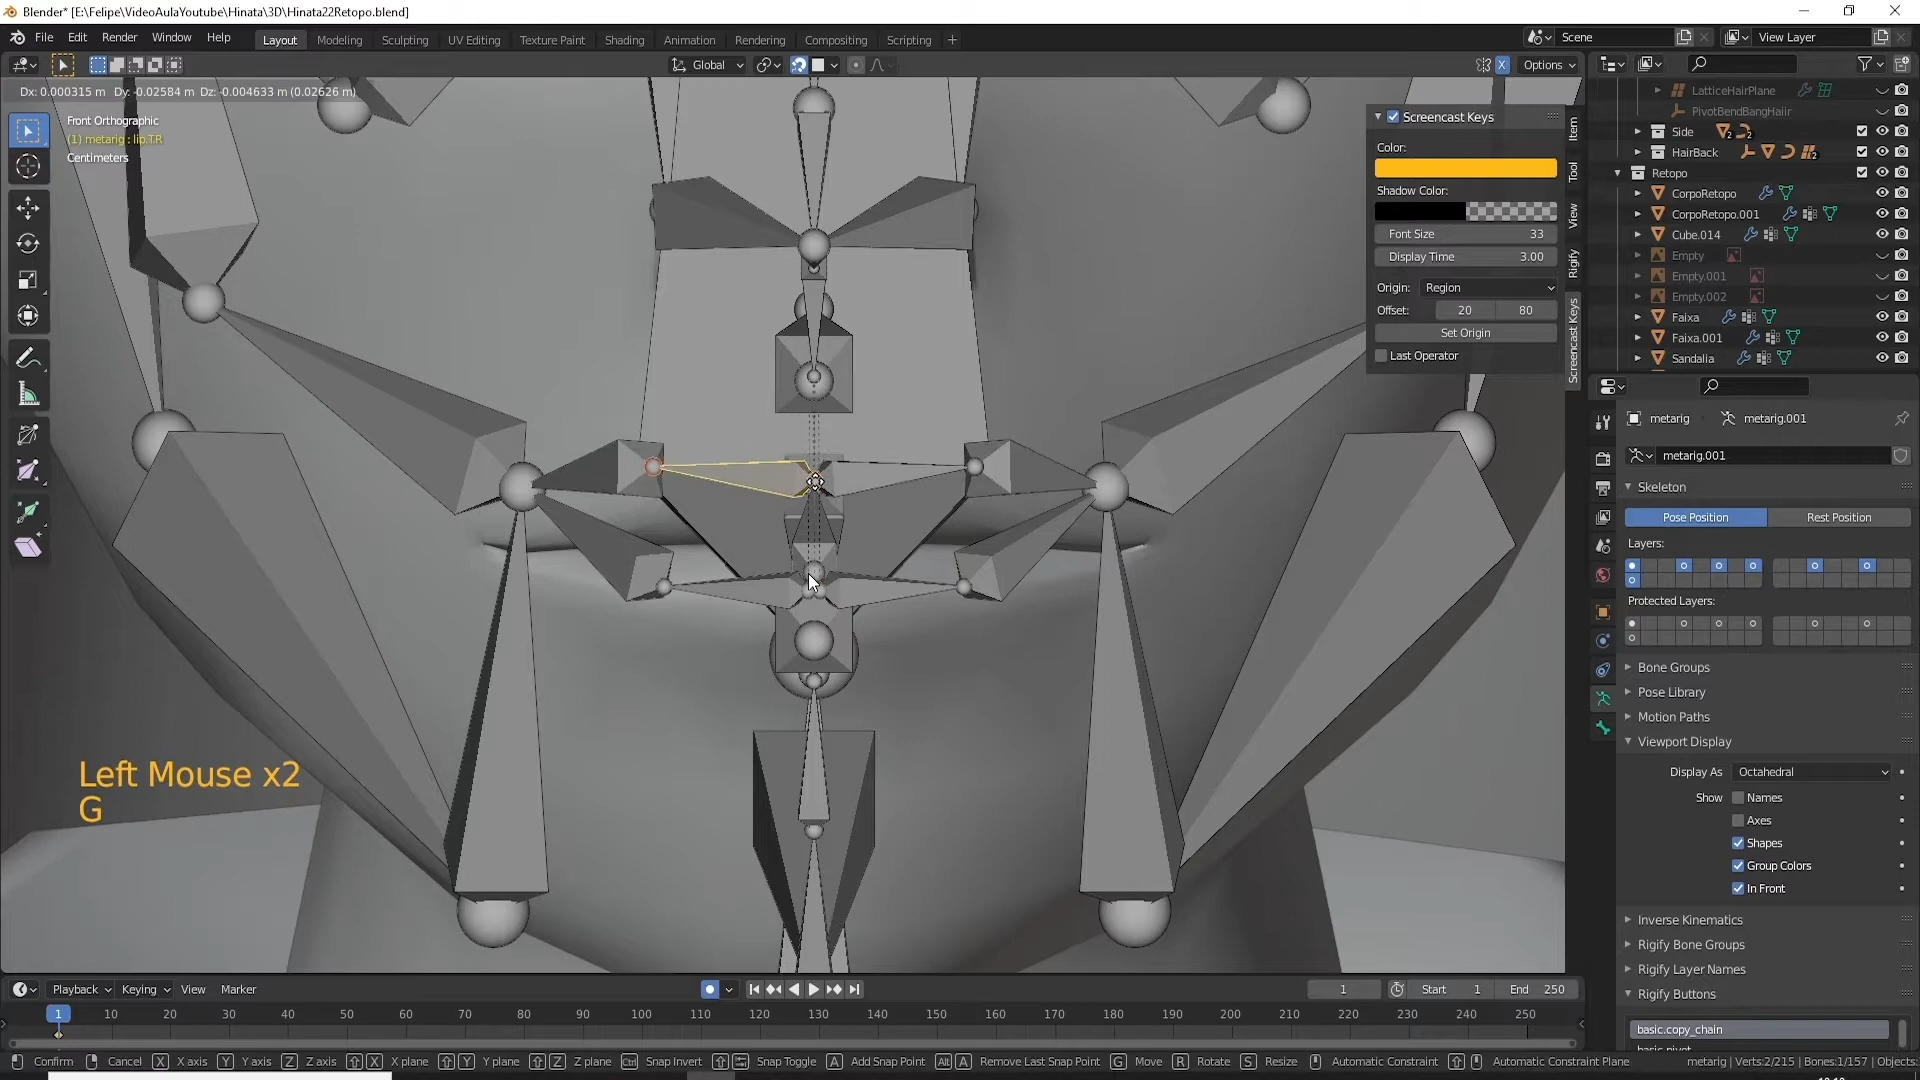 Blender* [E:\Felipe\VideoAulaYoutube\Hinata\3D\Hinata22Retopo.blend]
File Edit Render Window Help Layout Modeling Sculpting UV Editing Texture Paint Shading Animation Rendering Compositing Scripting + Scene View Layer
Global X Options
Dx: 0.000315 m Dy: -0.02584 m Dz: -0.004633 m (0.02626 m)
Front Orthographic
(1) metarig : lip.T.R
Centimeters
Screencast Keys
Color:
Shadow Color:
Font Size 33
Display Time 3.00
Origin: Region
Offset: 20 80
Set Origin
Last Operator
Item
Tool
View
Rigify
Screencast Keys
LatticeHairPlane
PivotBendBangHaiir
Side 2 2
HairBack 2
Retopo
CorpoRetopo
CorpoRetopo.001
Cube.014
Empty
Empty.001
Empty.002
Faixa
Faixa.001
Sandalia
metarig metarig.001
metarig.001
Skeleton
Pose Position Rest Position
Layers:
Protected Layers:
Bone Groups
Pose Library
Motion Paths
Viewport Display
Display As Octahedral
Show Names
Axes
Shapes
Group Colors
In Front
Inverse Kinematics
Rigify Bone Groups
Rigify Layer Names
Rigify Buttons
basic.copy_chain
basic.pivot
Left Mouse x2
G
Playback Keying View Marker 1 Start 1 End 250
1 10 20 30 40 50 60 70 80 90 100 110 120 130 140 150 160 170 180 190 200 210 220 230 240 250
Confirm Cancel X X axis Y Y axis Z Z axis X X plane Y Y plane Z Z plane Ctrl Snap Invert Snap Toggle A Add Snap Point Alt A Remove Last Snap Point G Move R Rotate S Resize Automatic Constraint Automatic Constraint Plane metarig | Verts:2/215 | Bones:1/157 | Objects: